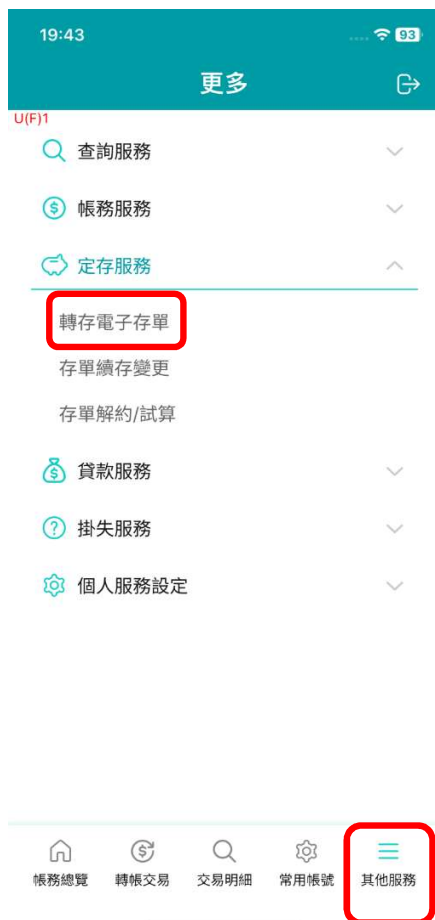 19:43
93
更多
U(F)1
查詢服務
帳務服務
定存服務
轉存電子存單
存單續存變更
存單解約/試算
貸款服務
掛失服務
個人服務設定
帳務總覽 轉帳交易 交易明細 常用帳號 其他服務